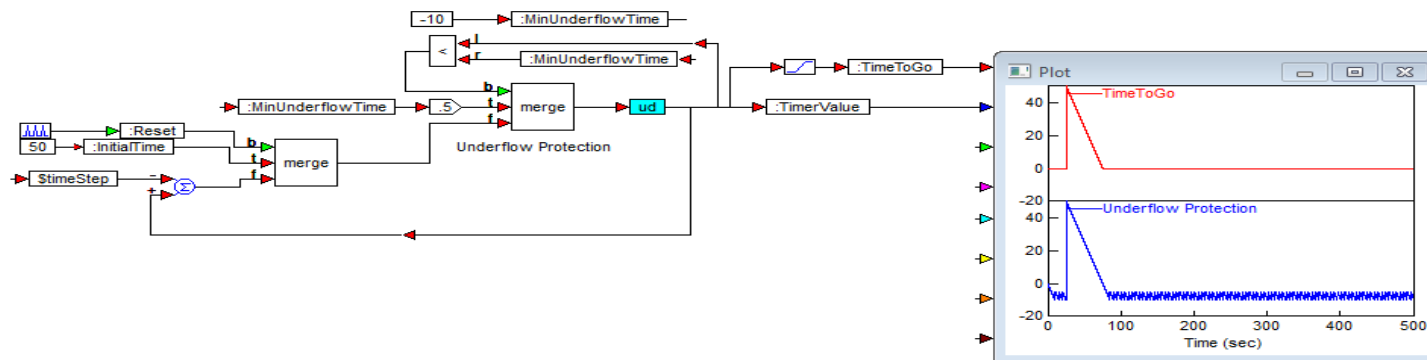 -10 :MinUnderflowTime
< l
r :MinUnderflowTime
b
:MinUnderflowTime .5 t merge ud :TimerValue
f
:TimeToGo
Underflow Protection
:Reset b
50 :InitialTime t merge
$timeStep - Σ f
+
Plot
TimeToGo
40
20
0
-20
Underflow Protection
40
20
0
-20
0 100 200 300 400 500
Time (sec)